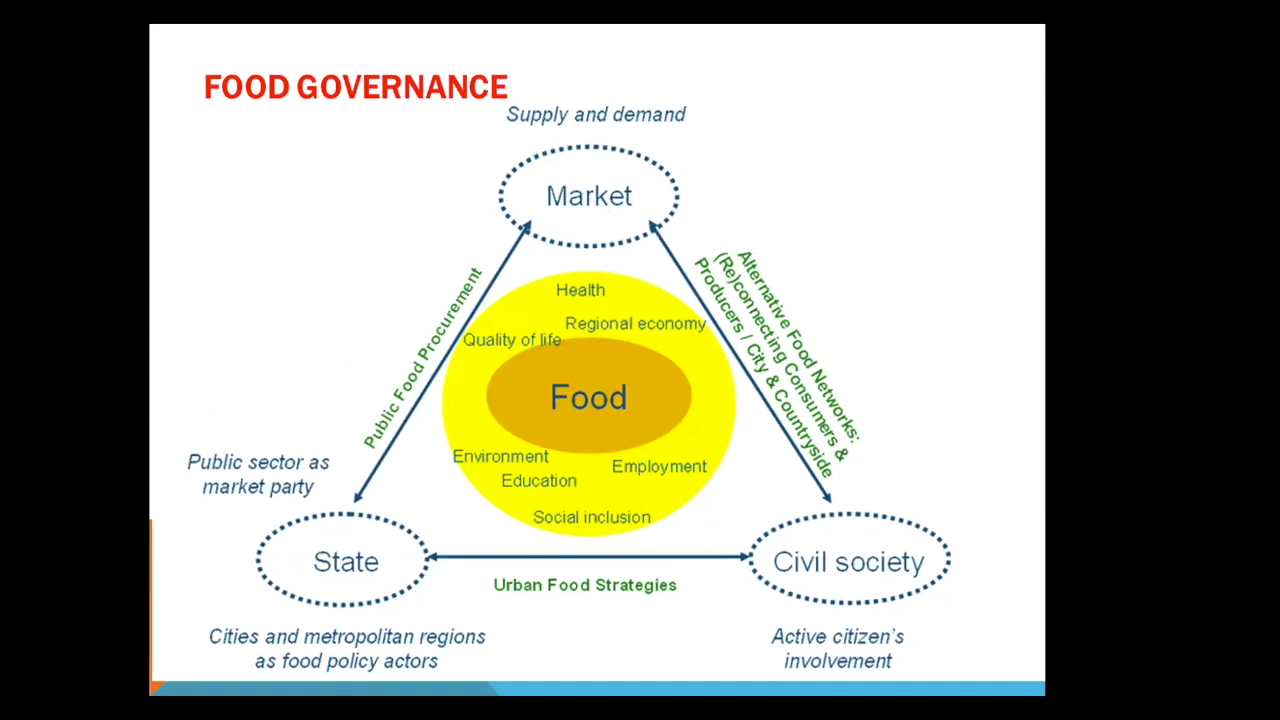 FOOD GOVERNANCE
Supply and demand
Market
Public Food Procurement
Alternative Food Networks:
(Re)connecting Consumers &
Producers / City & Countryside
Health
Regional economy
Quality of life
Food
Environment
Employment
Education
Social inclusion
Public sector as
market party
State
Civil society
Urban Food Strategies
Cities and metropolitan regions
as food policy actors
Active citizen's
involvement